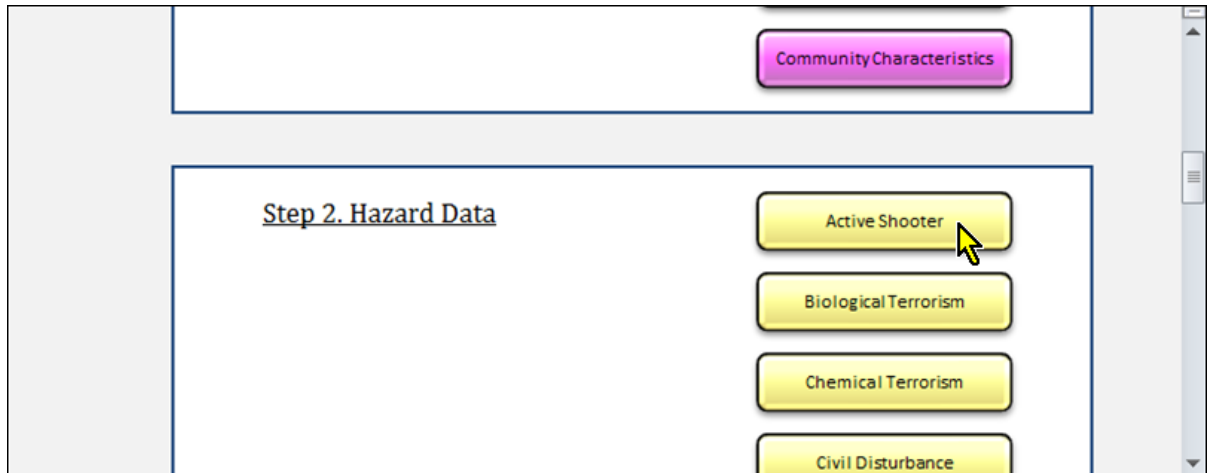 Community Characteristics
Step 2. Hazard Data
Active Shooter
Biological Terrorism
Chemical Terrorism
Civil Disturbance